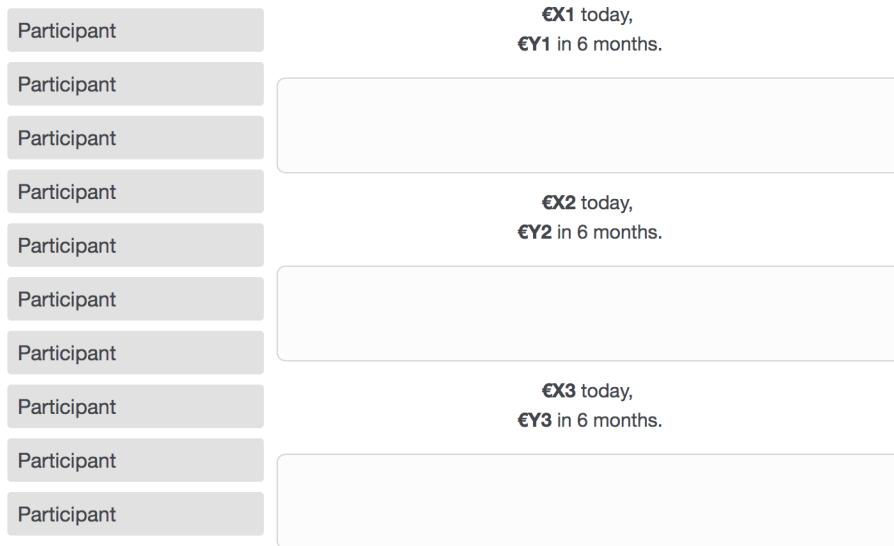 Participant
Participant
Participant
Participant
Participant
Participant
Participant
Participant
Participant
Participant
€X1 today,
€Y1 in 6 months.
€X2 today,
€Y2 in 6 months.
€X3 today,
€Y3 in 6 months.